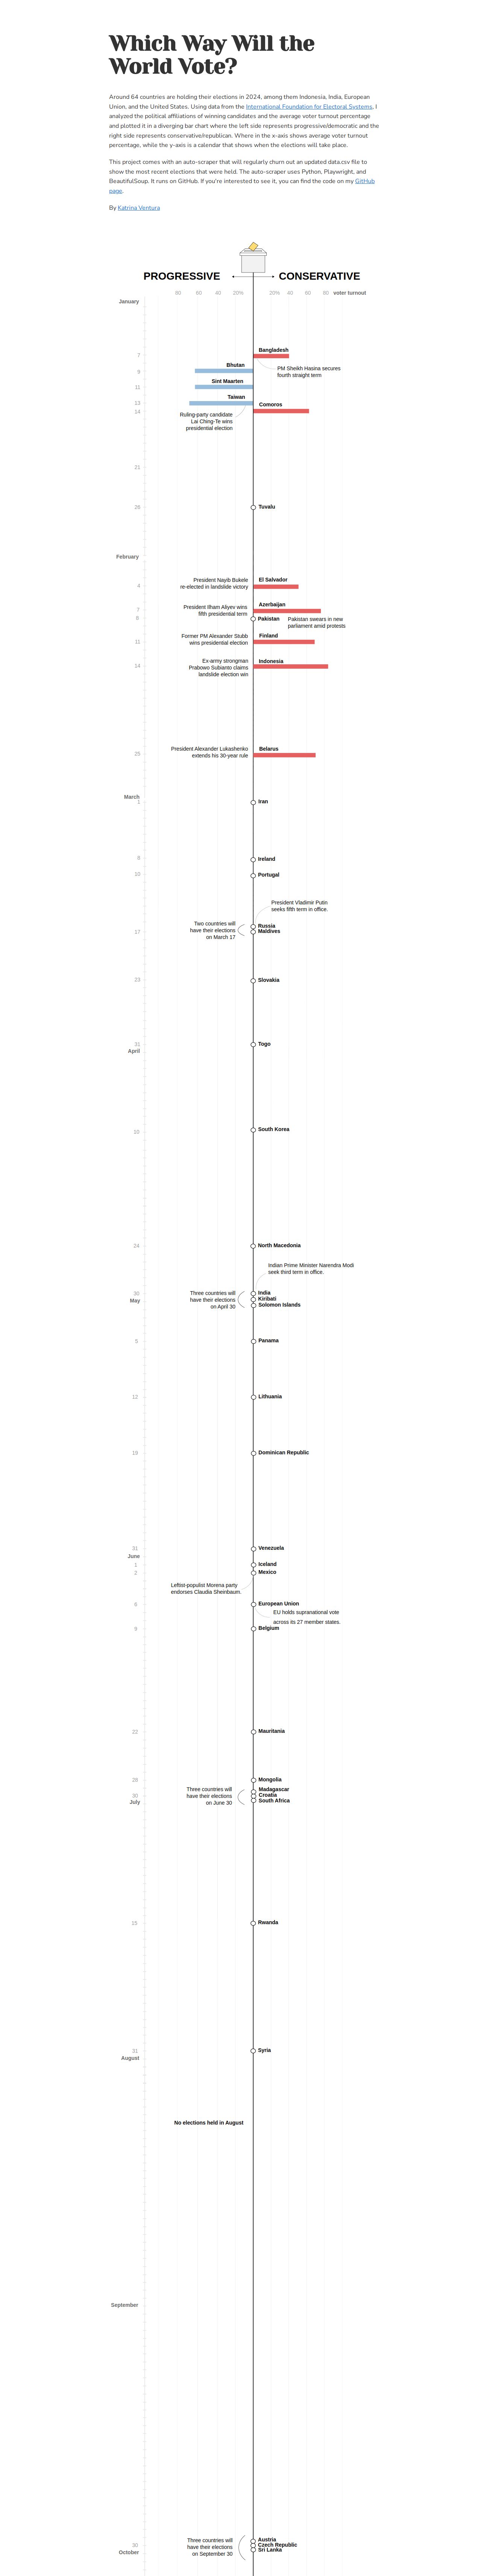 Which Way Will the
World Vote?
Around 64 countries are holding their elections in 2024, among them Indonesia, India, European
Union, and the United States. Using data from the International Foundation for Electoral Systems, I
analyzed the political affiliations of winning candidates and the average voter turnout percentage
and plotted it in a diverging bar chart where the left side represents progressive/democratic and the
right side represents conservative/republican. Where in the x-axis shows average voter turnout
percentage, while the y-axis is a calendar that shows when the elections will take place.
This project comes with an auto-scraper that will regularly churn out an updated data.csv file to
show the most recent elections that were held. The auto-scraper uses Python, Playwright, and
BeautifulSoup. It runs on GitHub. If you're interested to see it, you can find the code on my GitHub
page.
By Katrina Ventura
PROGRESSIVE CONSERVATIVE
80 60 40 20% 20% 40 60 80 voter turnout
January
Bangladesh
7
PM Sheikh Hasina secures
fourth straight term
Bhutan
9
Sint Maarten
11
Taiwan
13
Comoros
14
Ruling-party candidate
Lai Ching-Te wins
presidential election
21
28
Tuvalu
February
4
President Nayib Bukele
re-elected in landslide victory
El Salvador
7
President Ilham Aliyev wins
fifth presidential term
Azerbaijan
8
Pakistan
Pakistan swears in new
parliament amid protests
11
Former PM Alexander Stubb
wins presidential election
Finland
14
Ex-army strongman
Prabowo Subianto claims
landslide election win
Indonesia
25
President Alexander Lukashenko
extends his 30-year rule
Belarus
March
1
Iran
8
Ireland
10
Portugal
President Vladimir Putin
seeks fifth term in office.
17
Two countries will
have their elections
on March 17
Russia
Maldives
23
Slovakia
31
Togo
April
10
South Korea
24
North Macedonia
Indian Prime Minister Narendra Modi
seek third term in office.
30
Three countries will
have their elections
on April 30
India
Kiribati
Solomon Islands
May
5
Panama
12
Lithuania
19
Dominican Republic
31
Venezuela
June
1
Iceland
2
Mexico
Leftist-populist Morena party
endorses Claudia Sheinbaum.
6
European Union
EU holds supranational vote
across its 27 member states.
9
Belgium
22
Mauritania
28
Mongolia
30
Three countries will
have their elections
on June 30
Madagascar
Croatia
South Africa
July
15
Rwanda
31
Syria
August
No elections held in August
September
30
Three countries will
have their elections
on September 30
Austria
Czech Republic
Sri Lanka
October